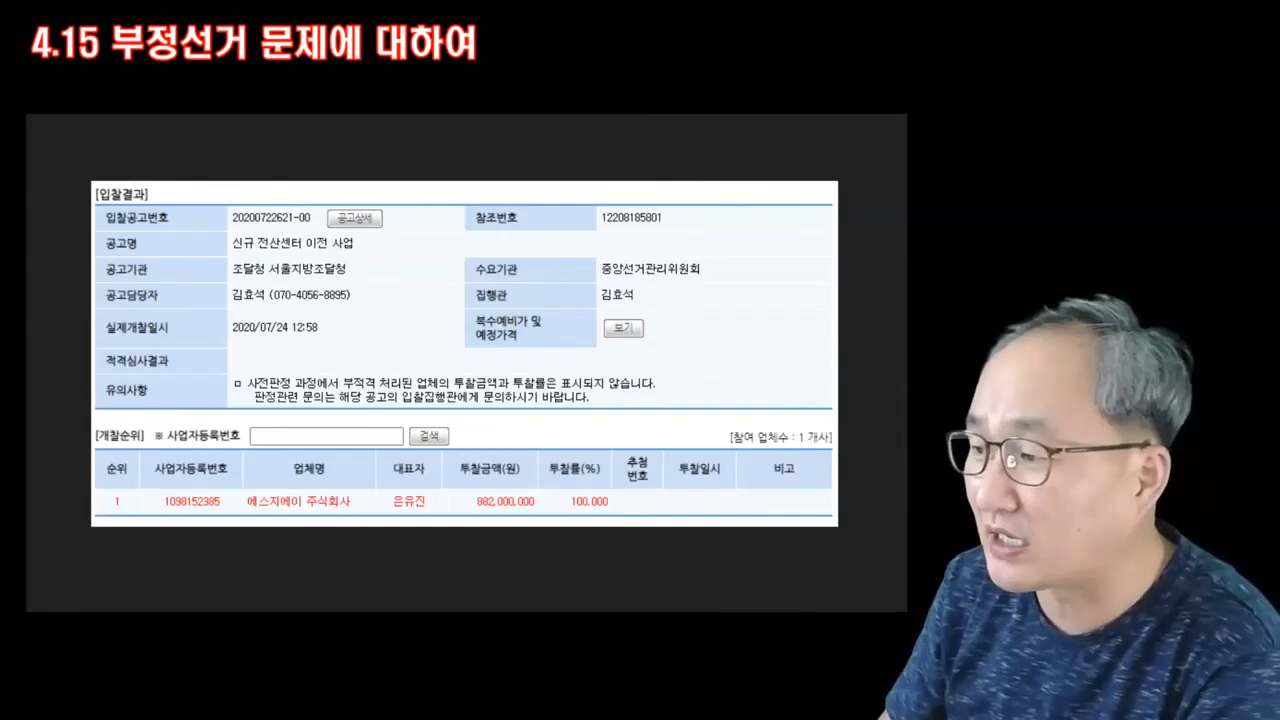 4.15 부정선거 문제에 대하여
[입찰결과]
입찰공고번호 20200722621-00 공고상세 참조번호 12208185801
공고명 신규 전산센터 이전 사업
공고기관 조달청 서울지방조달청 수요기관 중앙선거관리위원회
공고담당자 김효석 (070-4056-8895) 집행관 김효석
실제개찰일시 2020/07/24 12:58 복수예비가 및 예정가격 보기
적격심사결과
유의사항 ㅁ 사전판정 과정에서 부적격 처리된 업체의 투찰금액과 투찰률은 표시되지 않습니다.
판정관련 문의는 해당 공고의 입찰집행관에게 문의하시기 바랍니다.
[개찰순위] ※ 사업자등록번호 검색 [참여 업체수 : 1 개사]
순위 사업자등록번호 업체명 대표자 투찰금액(원) 투찰률(%) 추첨번호 투찰일시 비고
1 1098152385 에스지에이 주식회사 은유진 882,000,000 100.000